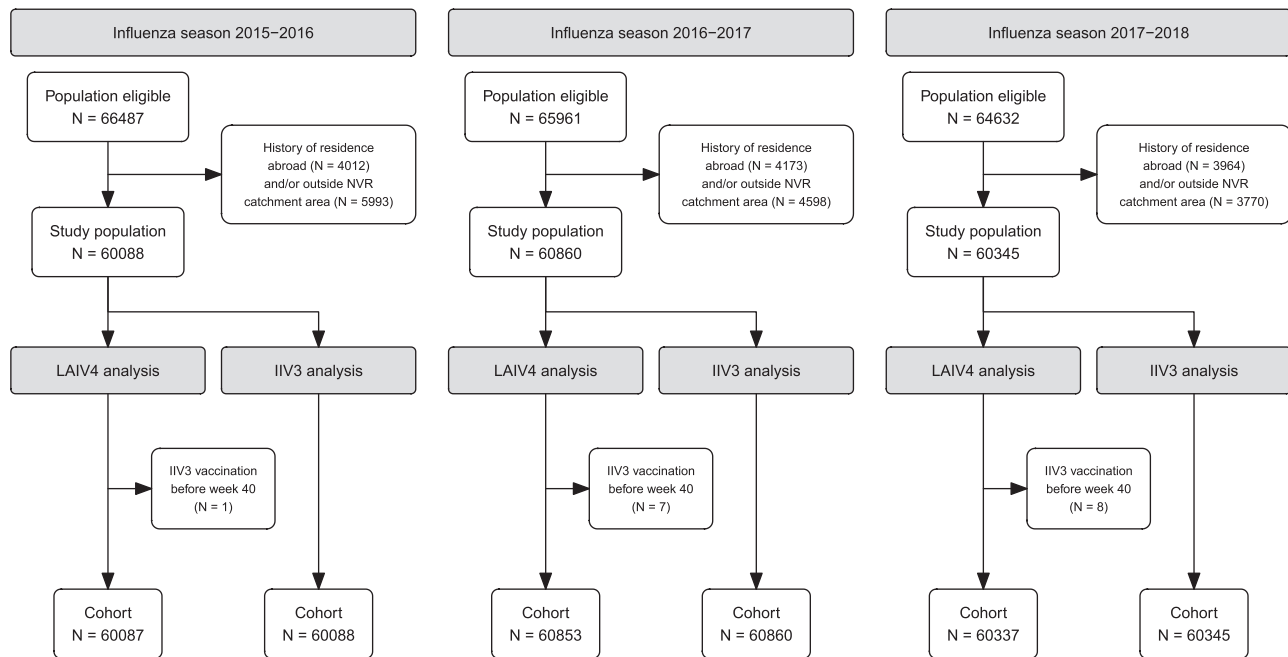 Influenza season 2015−2016
Population eligible
N = 66487
History of residence
abroad (N = 4012)
and/or outside NVR
catchment area (N = 5993)
Study population
N = 60088
LAIV4 analysis
IIV3 analysis
IIV3 vaccination
before week 40
(N = 1)
Cohort
N = 60087
Cohort
N = 60088
Influenza season 2016−2017
Population eligible
N = 65961
History of residence
abroad (N = 4173)
and/or outside NVR
catchment area (N = 4598)
Study population
N = 60860
LAIV4 analysis
IIV3 analysis
IIV3 vaccination
before week 40
(N = 7)
Cohort
N = 60853
Cohort
N = 60860
Influenza season 2017−2018
Population eligible
N = 64632
History of residence
abroad (N = 3964)
and/or outside NVR
catchment area (N = 3770)
Study population
N = 60345
LAIV4 analysis
IIV3 analysis
IIV3 vaccination
before week 40
(N = 8)
Cohort
N = 60337
Cohort
N = 60345